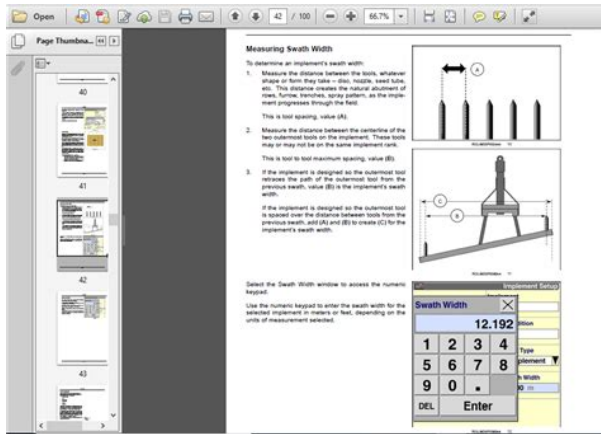 Open
42 / 100
66.7%
Page Thumbna...
40
41
42
43
Measuring Swath Width
To determine an implement's swath width:
1. Measure the distance between the tools, whatever
shape or form they take – disc, nozzle, seed tube,
etc. This distance creates the natural abutment of
rows, furrow, trenches, spray pattern, as the imple-
ment progresses through the field.
This is tool spacing, value (A).
2. Measure the distance between the centerline of the
two outermost tools on the implement. These tools
may or may not be on the same implement rank.
This is tool to tool maximum spacing, value (B).
3. If the implement is designed so the outermost tool
retraces the path of the outermost tool from the
previous swath, value (B) is the implement's swath
width.
If the implement is designed so the outermost tool
is spaced over the distance between tools from the
previous swath, add (A) and (B) to create (C) for the
implement's swath width.
A
C
B
Select the Swath Width window to access the numeric
keypad.
Use the numeric keypad to enter the swath width for the
selected implement in meters or feet, depending on the
units of measurement selected.
Implement Setup
Swath Width
12.192
1 2 3 4
5 6 7 8
9 0 .
DEL Enter
dition
Type
plement
h Width